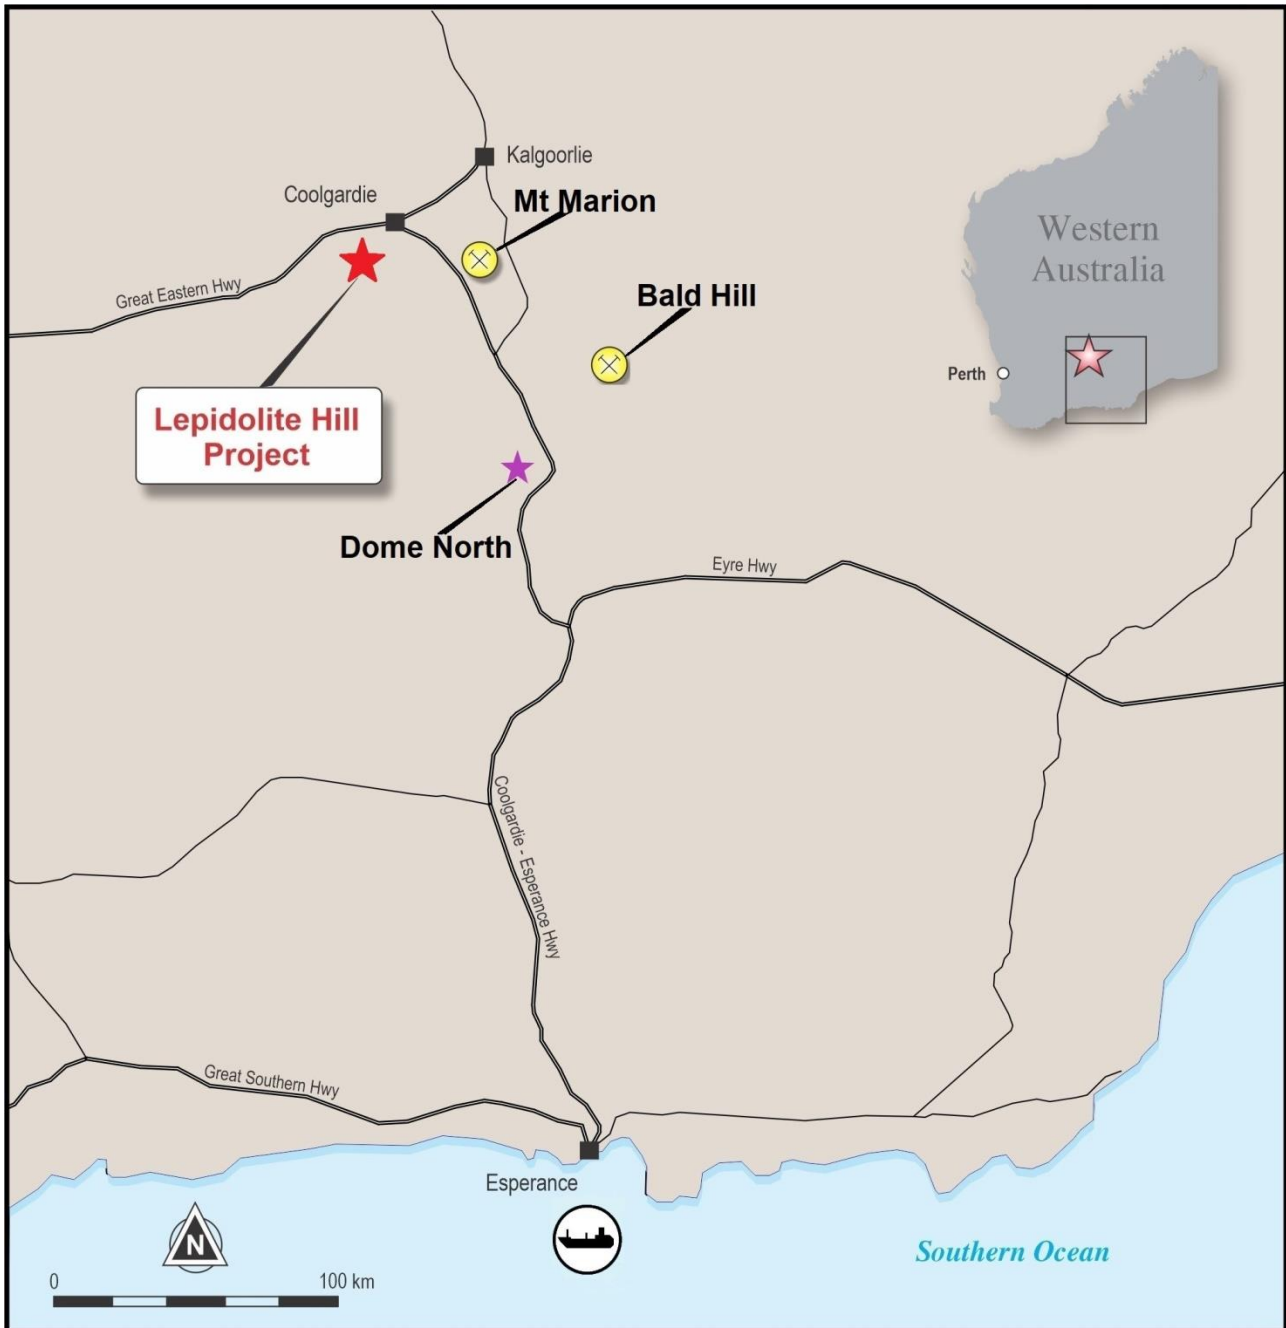 Kalgoorlie
Coolgardie
Mt Marion
Great Eastern Hwy
Bald Hill
Western
Australia
Perth
Lepidolite Hill
Project
Dome North
Eyre Hwy
Coolgardie - Esperance Hwy
Great Southern Hwy
Esperance
N
Southern Ocean
0
100 km